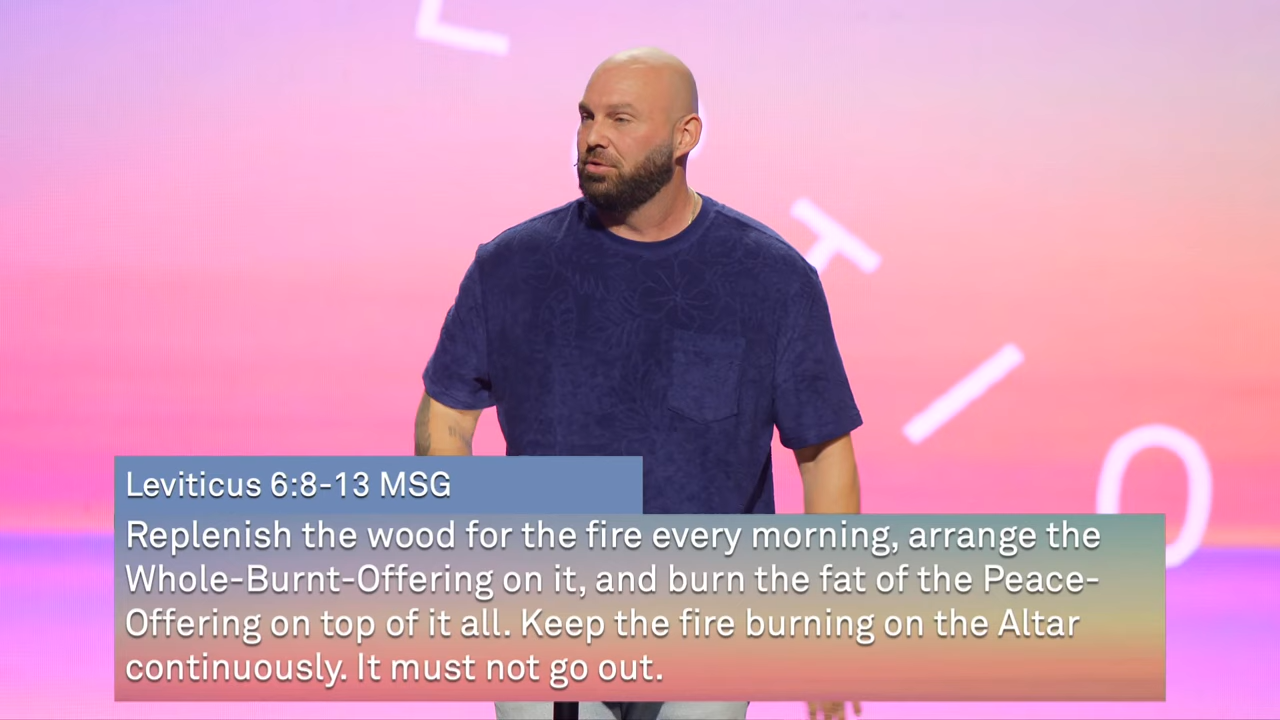 L
T
I
O
Leviticus 6:8-13 MSG
Replenish the wood for the fire every morning, arrange the
Whole-Burnt-Offering on it, and burn the fat of the Peace-
Offering on top of it all. Keep the fire burning on the Altar
continuously. It must not go out.